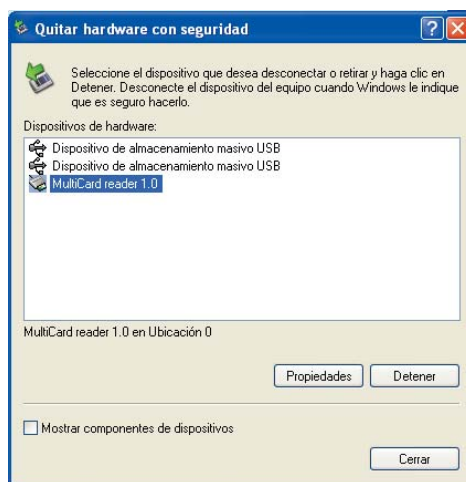 Quitar hardware con seguridad
Seleccione el dispositivo que desea desconectar o retirar y haga clic en
Detener. Desconecte el dispositivo del equipo cuando Windows le indique
que es seguro hacerlo.
Dispositivos de hardware:
Dispositivo de almacenamiento masivo USB
Dispositivo de almacenamiento masivo USB
MultiCard reader 1.0
MultiCard reader 1.0 en Ubicación 0
Propiedades Detener
Mostrar componentes de dispositivos
Cerrar